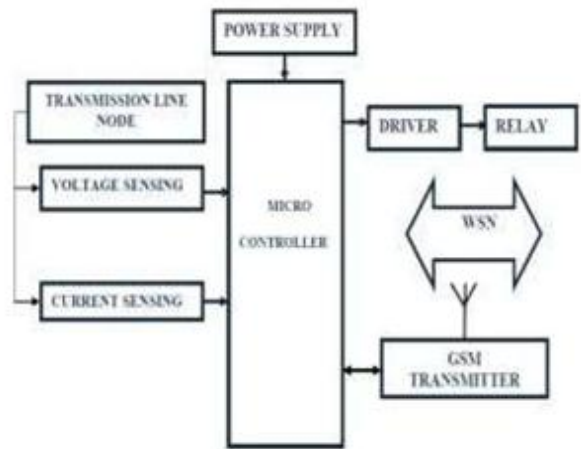 POWER SUPPLY
TRANSMISSION LINE
NODE
VOLTAGE SENSING
CURRENT SENSING
MICRO
CONTROLLER
DRIVER
RELAY
WSN
GSM
TRANSMITTER